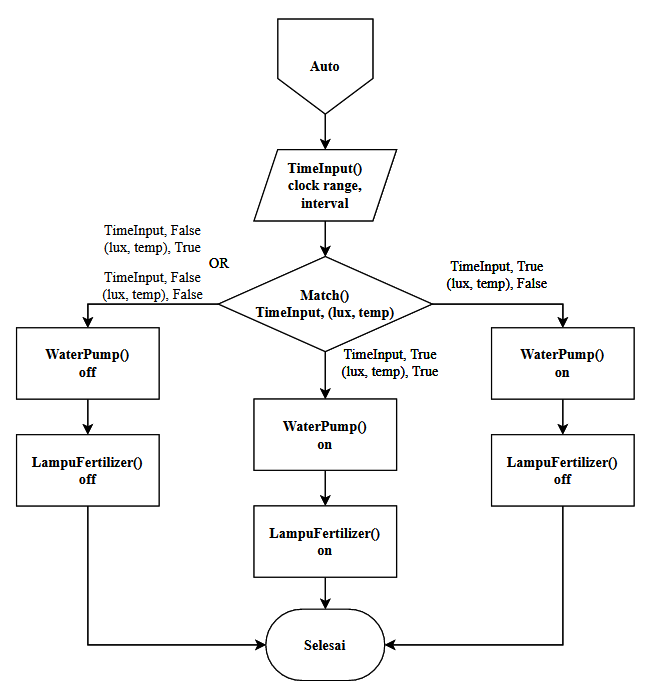 Auto
TimeInput()
clock range,
interval
TimeInput, False
(lux, temp), True
OR
TimeInput, False
(lux, temp), False
TimeInput, True
(lux, temp), False
Match()
TimeInput, (lux, temp)
TimeInput, True
(lux, temp), True
WaterPump()
off
WaterPump()
on
WaterPump()
on
LampuFertilizer()
off
LampuFertilizer()
on
LampuFertilizer()
off
Selesai